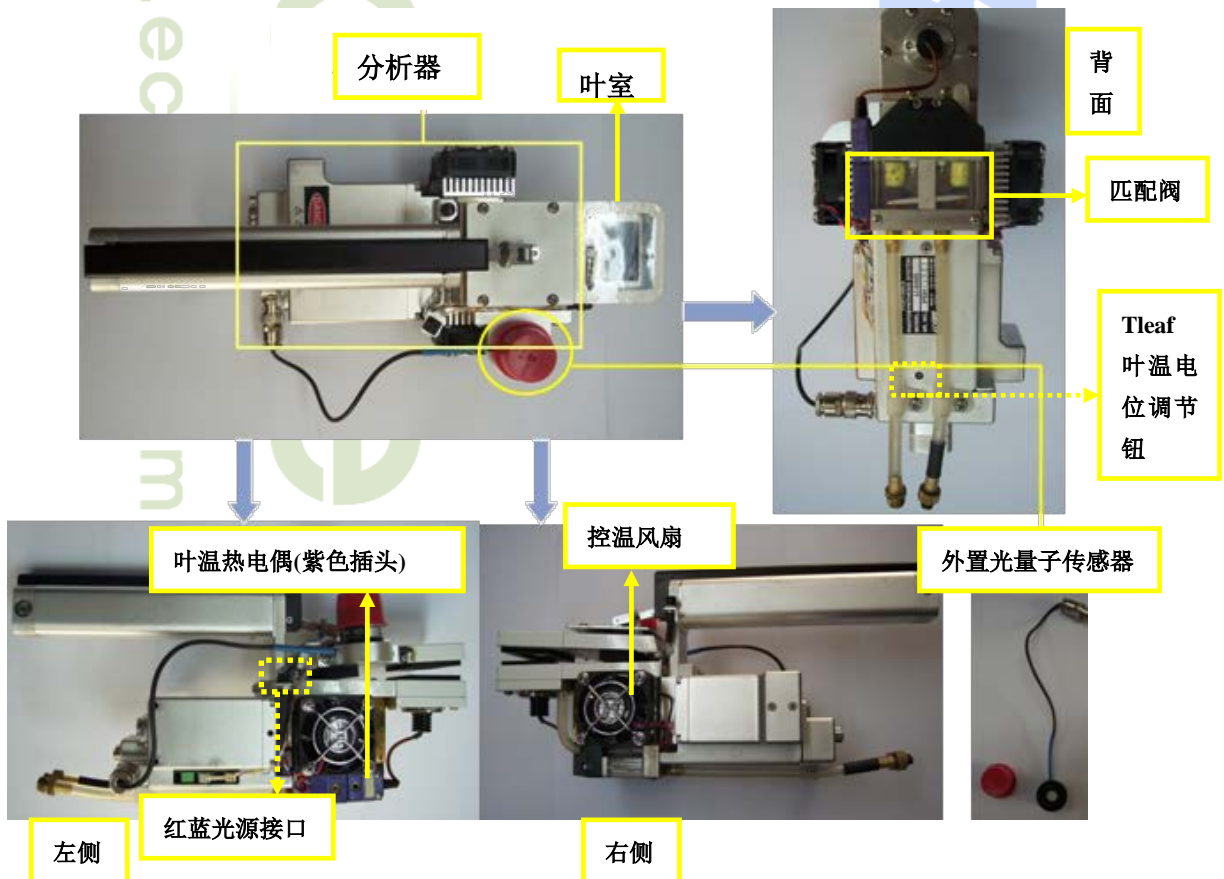 分析器
叶室
背
面
匹配阀
Tleaf
叶温电
位调节
钮
叶温热电偶(紫色插头)
控温风扇
外置光量子传感器
红蓝光源接口
左侧
右侧
ec
m